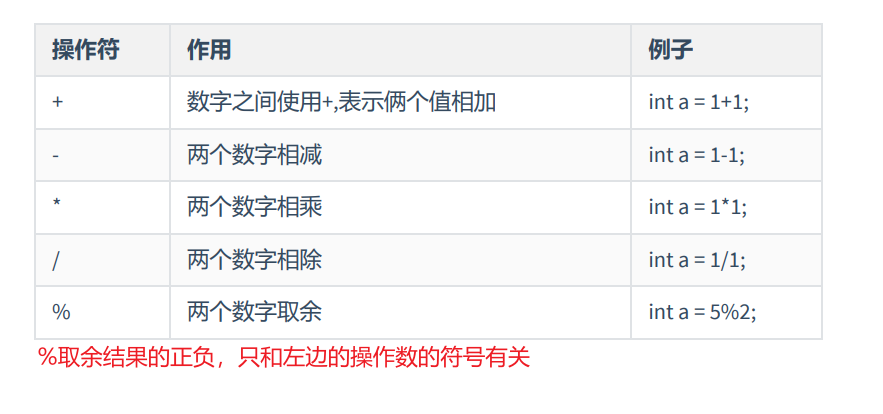 操作符 作用 例子
+ 数字之间使用+,表示俩个值相加 int a = 1+1;
- 两个数字相减 int a = 1-1;
* 两个数字相乘 int a = 1*1;
/ 两个数字相除 int a = 1/1;
% 两个数字取余 int a = 5%2;
%取余结果的正负，只和左边的操作数的符号有关